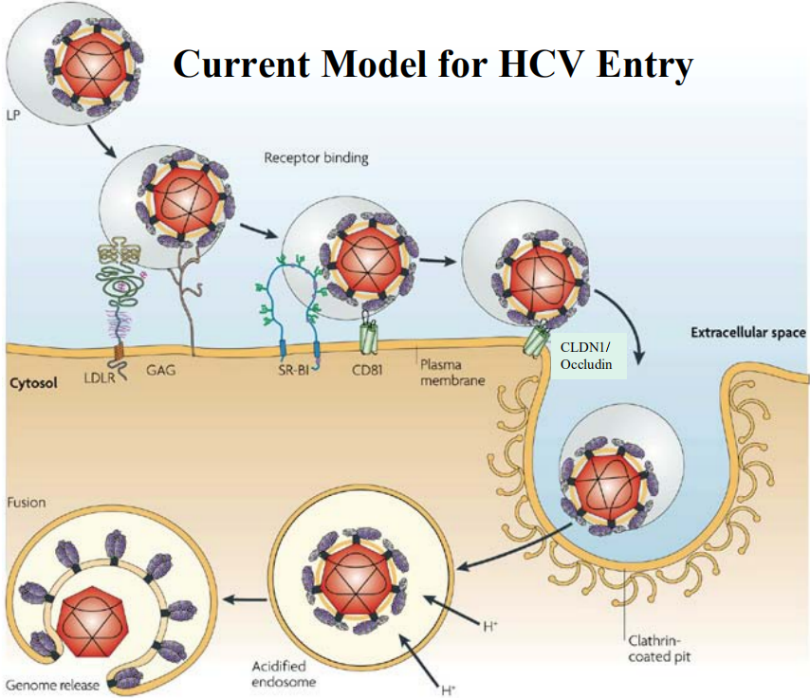 Current Model for HCV Entry
LP
Receptor binding
Extracellular space
CLDN1/
Occludin
Cytosol
LDLR
GAG
SR-BI
CD81
Plasma
membrane
Fusion
H+
H+
Clathrin-
coated pit
Acidified
endosome
Genome release